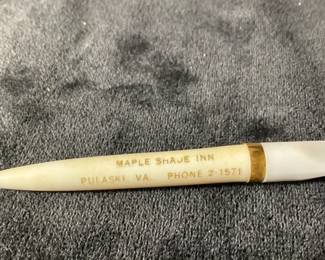 MAPLE SHADE INN
PULASKI, VA. PHONE 2-1571